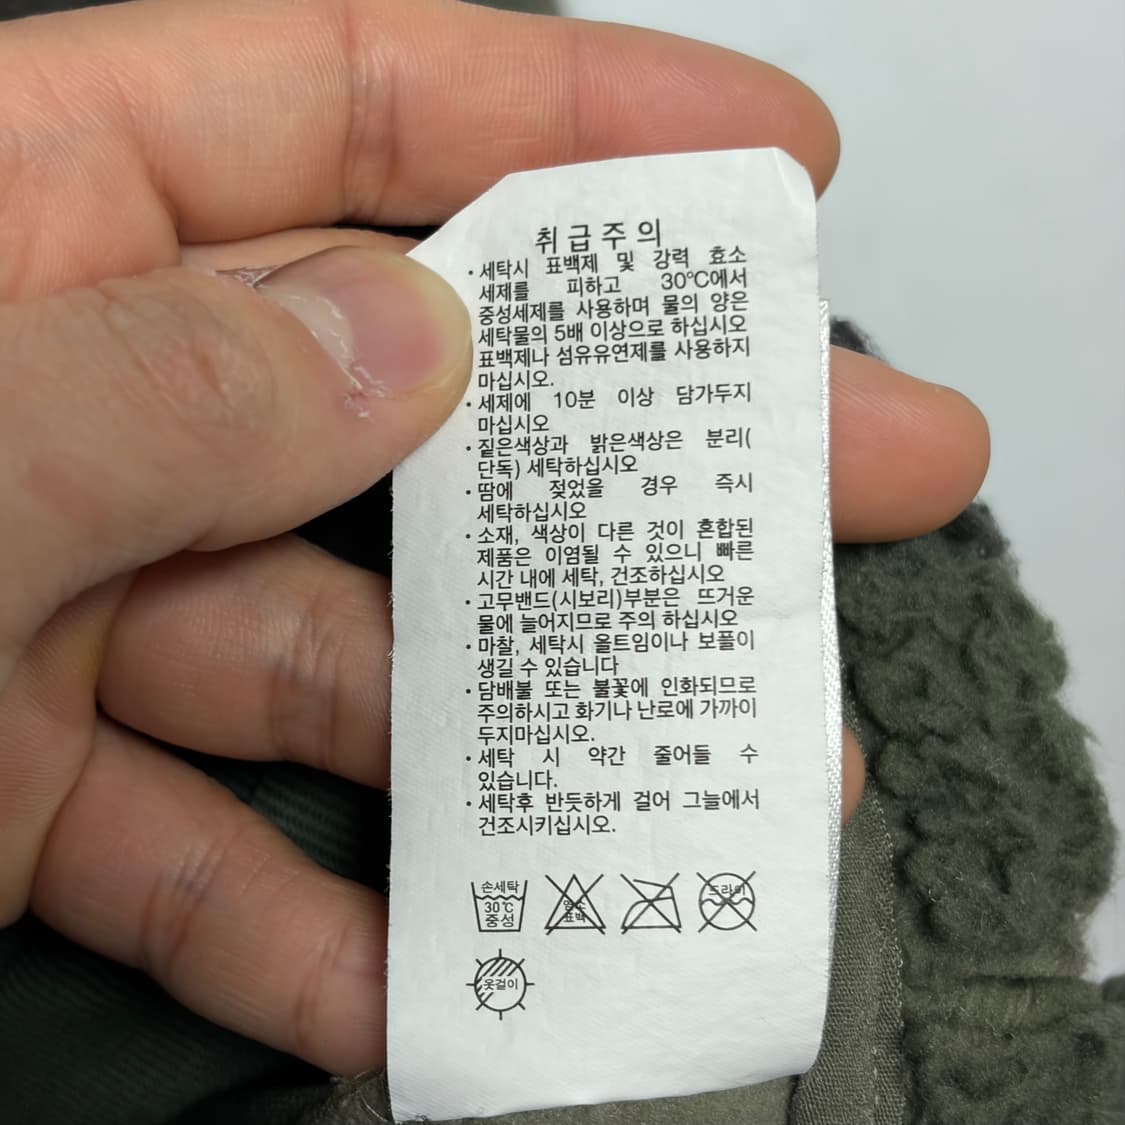 취급주의
· 세탁시 표백제 및 강력 효소
세제를 피하고 30℃에서
중성세제를 사용하며 물의 양은
세탁물의 5배 이상으로 하십시오
표백제나 섬유유연제를 사용하지
마십시오.
· 세제에 10분 이상 담가두지
마십시오
· 짙은색상과 밝은색상은 분리(
단독) 세탁하십시오
· 땀에 젖었을 경우 즉시
세탁하십시오
· 소재, 색상이 다른 것이 혼합된
제품은 이염될 수 있으니 빠른
시간 내에 세탁, 건조하십시오
· 고무밴드(시보리)부분은 뜨거운
물에 늘어지므로 주의 하십시오
· 마찰, 세탁시 올트임이나 보풀이
생길 수 있습니다
· 담배불 또는 불꽃에 인화되므로
주의하시고 화기나 난로에 가까이
두지마십시오.
· 세탁 시 약간 줄어들 수
있습니다.
· 세탁후 반듯하게 걸어 그늘에서
건조시키십시오.
손세탁
30℃
중성
염소
표백
드라이
옷걸이